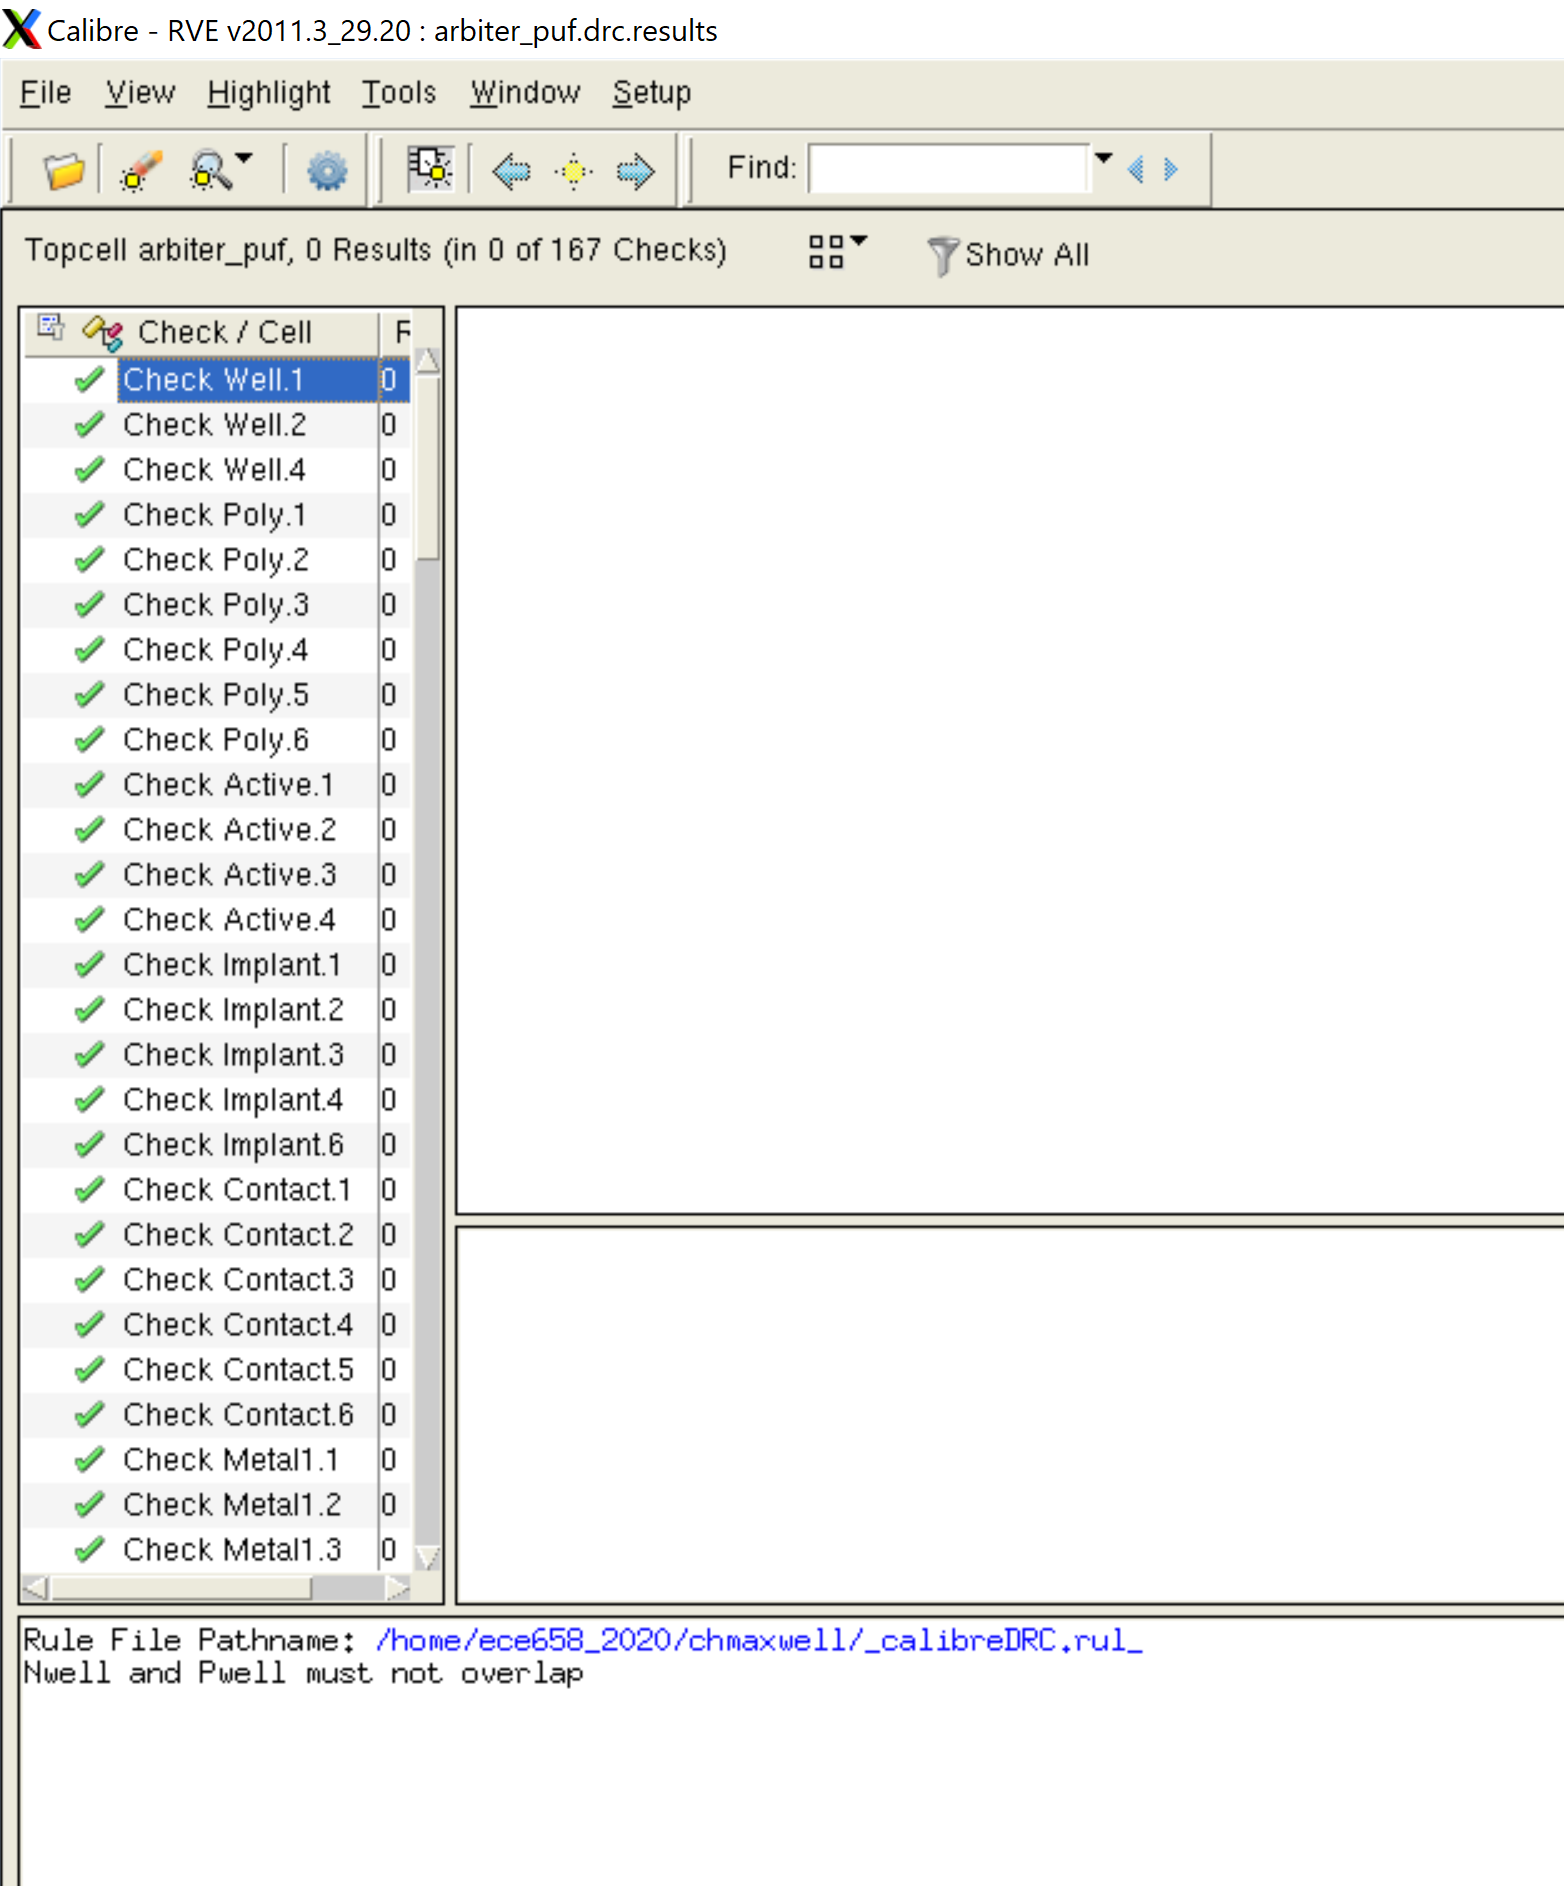 Calibre - RVE v2011.3_29.20 : arbiter_puf.drc.results
File View Highlight Tools Window Setup
Find:
Topcell arbiter_puf, 0 Results (in 0 of 167 Checks)
Show All
Check / Cell R
Check Well.1 0
Check Well.2 0
Check Well.4 0
Check Poly.1 0
Check Poly.2 0
Check Poly.3 0
Check Poly.4 0
Check Poly.5 0
Check Poly.6 0
Check Active.1 0
Check Active.2 0
Check Active.3 0
Check Active.4 0
Check Implant.1 0
Check Implant.2 0
Check Implant.3 0
Check Implant.4 0
Check Implant.6 0
Check Contact.1 0
Check Contact.2 0
Check Contact.3 0
Check Contact.4 0
Check Contact.5 0
Check Contact.6 0
Check Metal1.1 0
Check Metal1.2 0
Check Metal1.3 0
Rule File Pathname: /home/ece658_2020/chmaxwell/_calibreDRC.rul_
Nwell and Pwell must not overlap